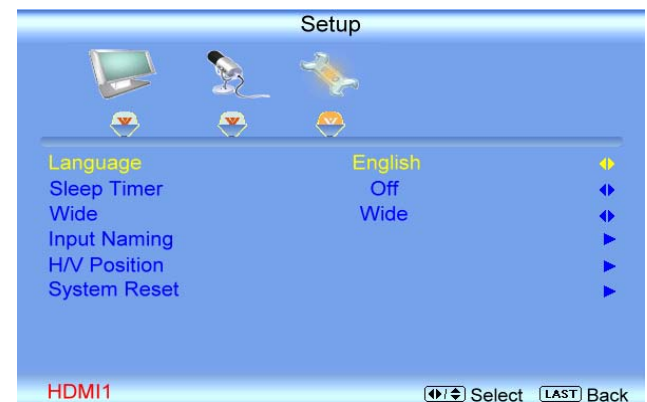 Setup
Language English
Sleep Timer Off
Wide Wide
Input Naming
H/V Position
System Reset
HDMI1 Select LAST Back